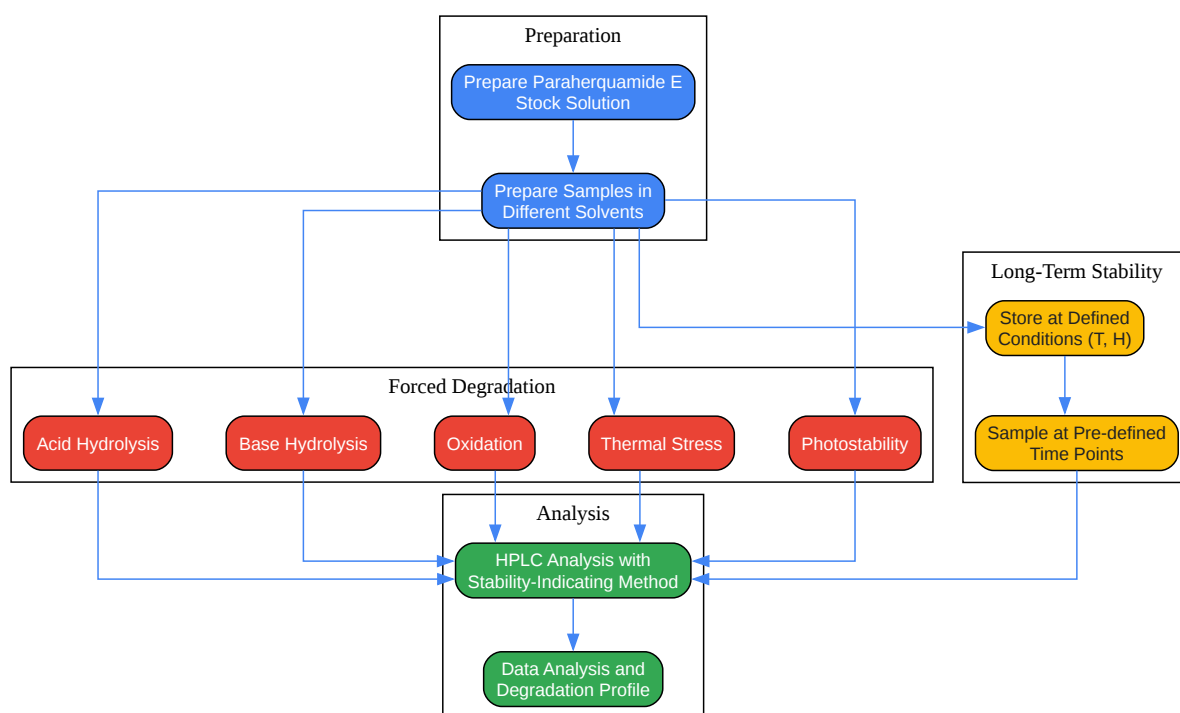 Preparation
Prepare Paraherquamide E
Stock Solution
Prepare Samples in
Different Solvents
Long-Term Stability
Store at Defined
Conditions (T, H)
Sample at Pre-defined
Time Points
Forced Degradation
Acid Hydrolysis
Base Hydrolysis
Oxidation
Thermal Stress
Photostability
Analysis
HPLC Analysis with
Stability-Indicating Method
Data Analysis and
Degradation Profile